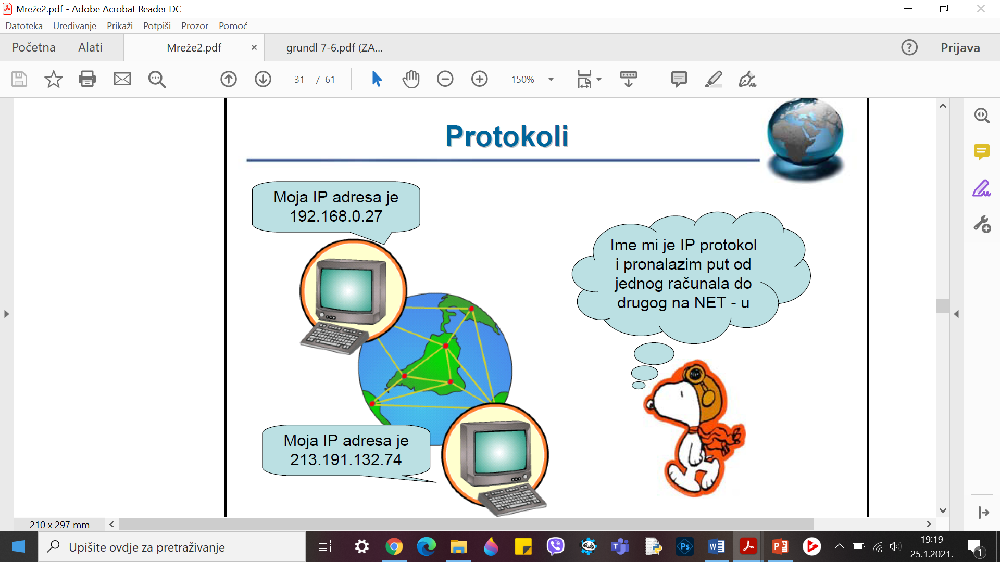 Mreže2.pdf - Adobe Acrobat Reader DC
Datoteka Uređivanje Prikaži Potpiši Prozor Pomoć
Početna Alati Mreže2.pdf × grundl 7-6.pdf (ZA... ? Prijava
31 / 61 150%
Protokoli
Moja IP adresa je
192.168.0.27
Ime mi je IP protokol
i pronalazim put od
jednog računala do
drugog na NET - u
Moja IP adresa je
213.191.132.74
210 x 297 mm
Upišite ovdje za pretraživanje
Ps
19:19
25.1.2021.
1